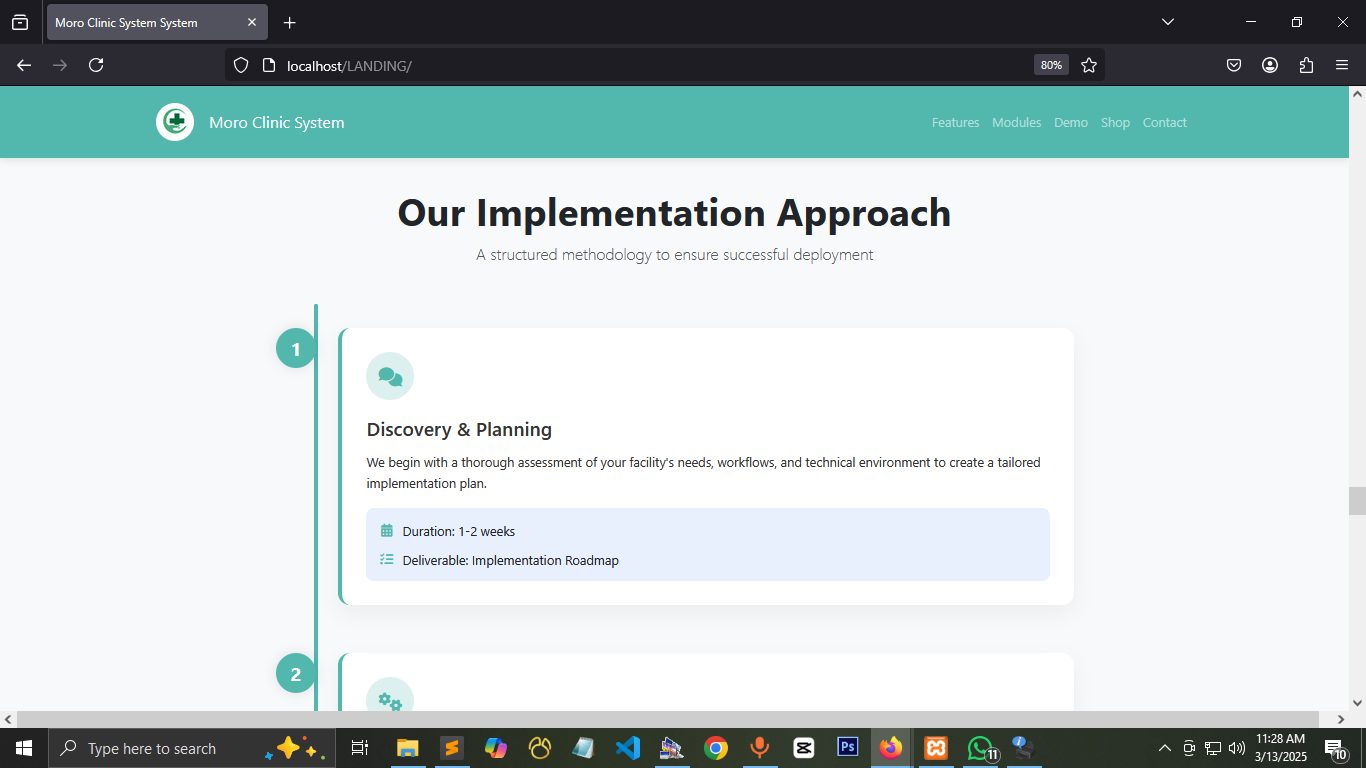 Moro Clinic System System
localhost/LANDING/
80%
Moro Clinic System
Features Modules Demo Shop Contact
Our Implementation Approach
A structured methodology to ensure successful deployment
1
Discovery & Planning
We begin with a thorough assessment of your facility's needs, workflows, and technical environment to create a tailored
implementation plan.
Duration: 1-2 weeks
Deliverable: Implementation Roadmap
2
Type here to search
Ps
11
11:28 AM
3/13/2025
10